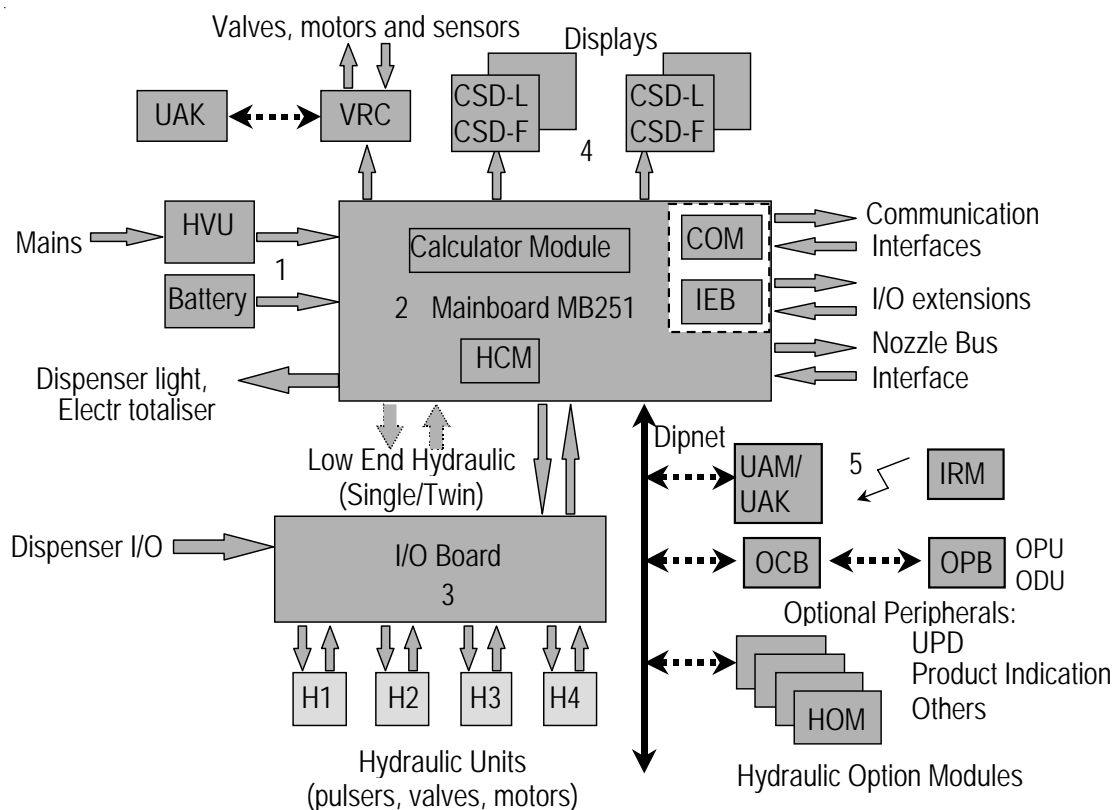 Valves, motors and sensors
Displays
UAK
VRC
CSD-L
CSD-F
CSD-L
CSD-F
4
Mains
HVU
1
Battery
Calculator Module
2 Mainboard MB251
HCM
COM
IEB
Communication
Interfaces
I/O extensions
Nozzle Bus
Interface
Dispenser light,
Electr totaliser
Low End Hydraulic
(Single/Twin)
Dipnet
UAM/
UAK
5
IRM
Dispenser I/O
I/O Board
3
OCB
OPB
OPU
ODU
Optional Peripherals:
UPD
Product Indication
Others
H1
H2
H3
H4
HOM
Hydraulic Units
(pulsers, valves, motors)
Hydraulic Option Modules